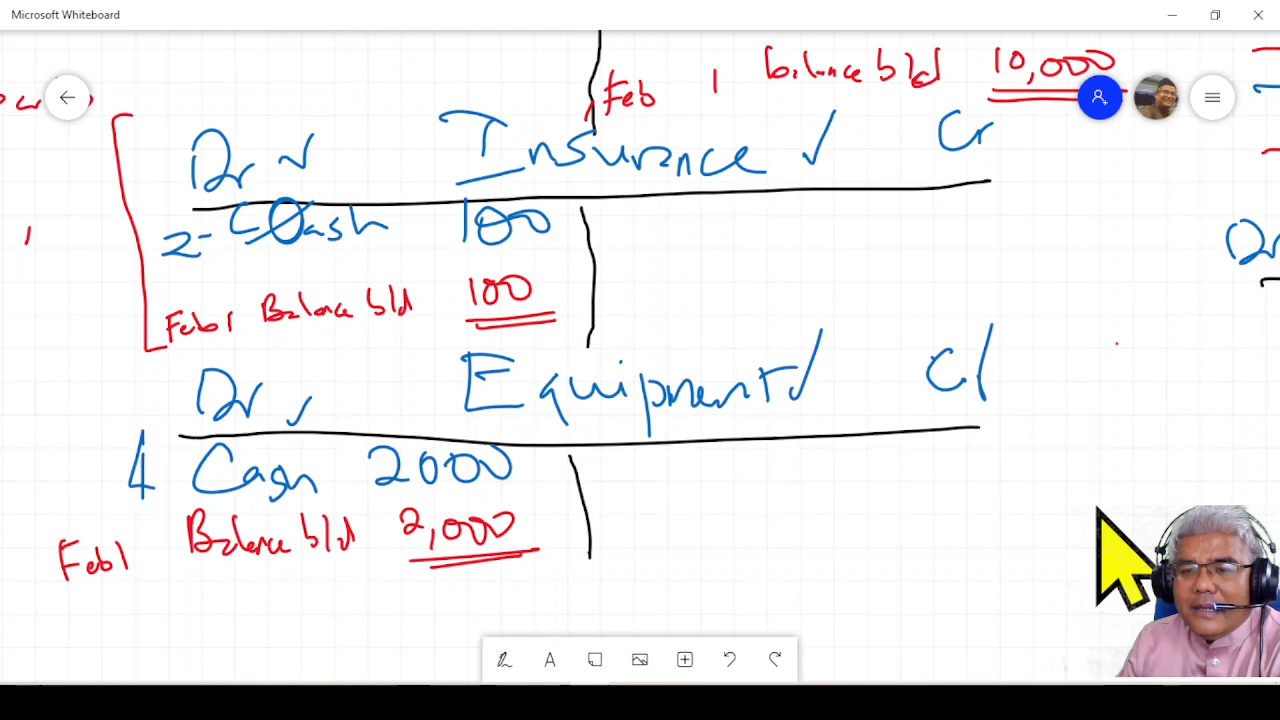 Microsoft Whiteboard
Feb 1 balance b/d 10,000
Dr ✓ Insurance ✓ Cr
2- Cash 100
Feb 1 Balance b/d 100
Dr
Dr ✓ Equipment ✓ Cr
4 Cash 2000
Feb 1 Balance b/d 2,000